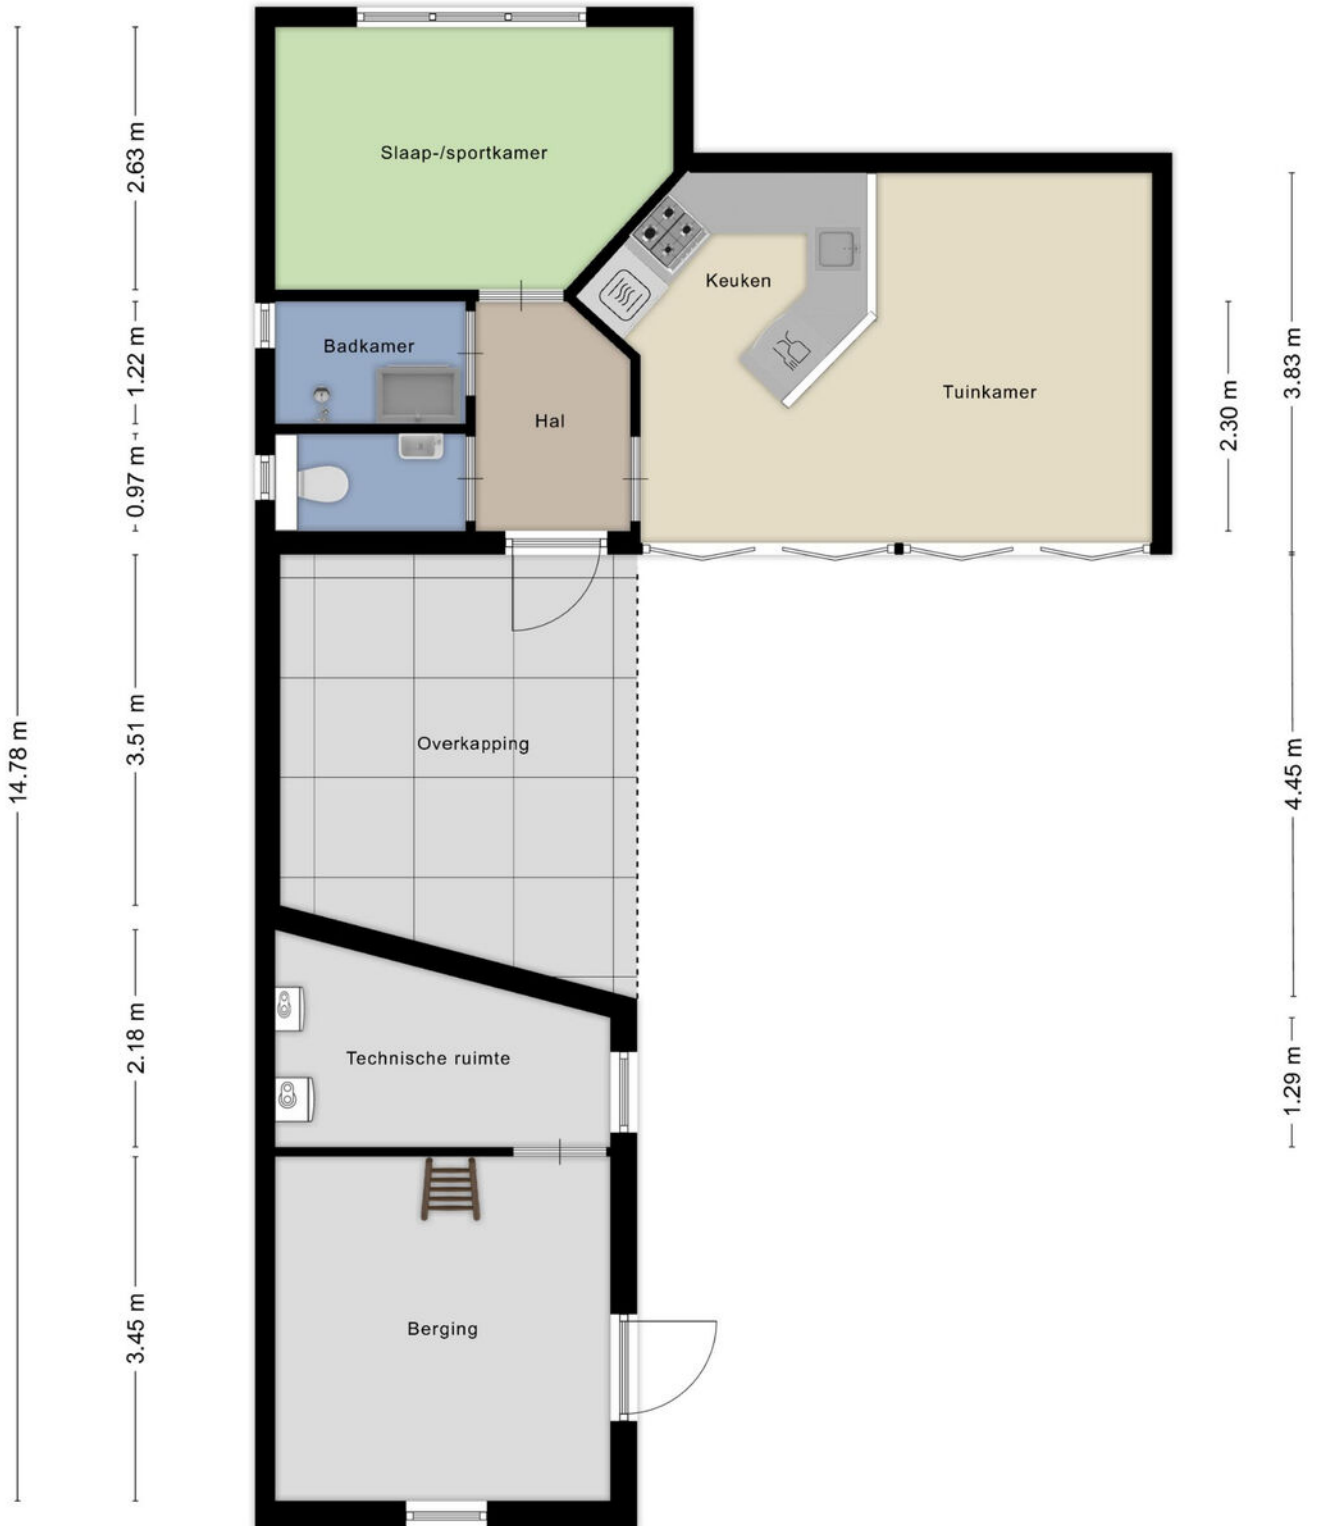 Slaap-/sportkamer
2.63 m
Keuken
Badkamer
1.22 m
3.83 m
Tuinkamer
2.30 m
Hal
0.97 m
14.78 m
3.51 m
Overkapping
4.45 m
2.18 m
Technische ruimte
1.29 m
3.45 m
Berging